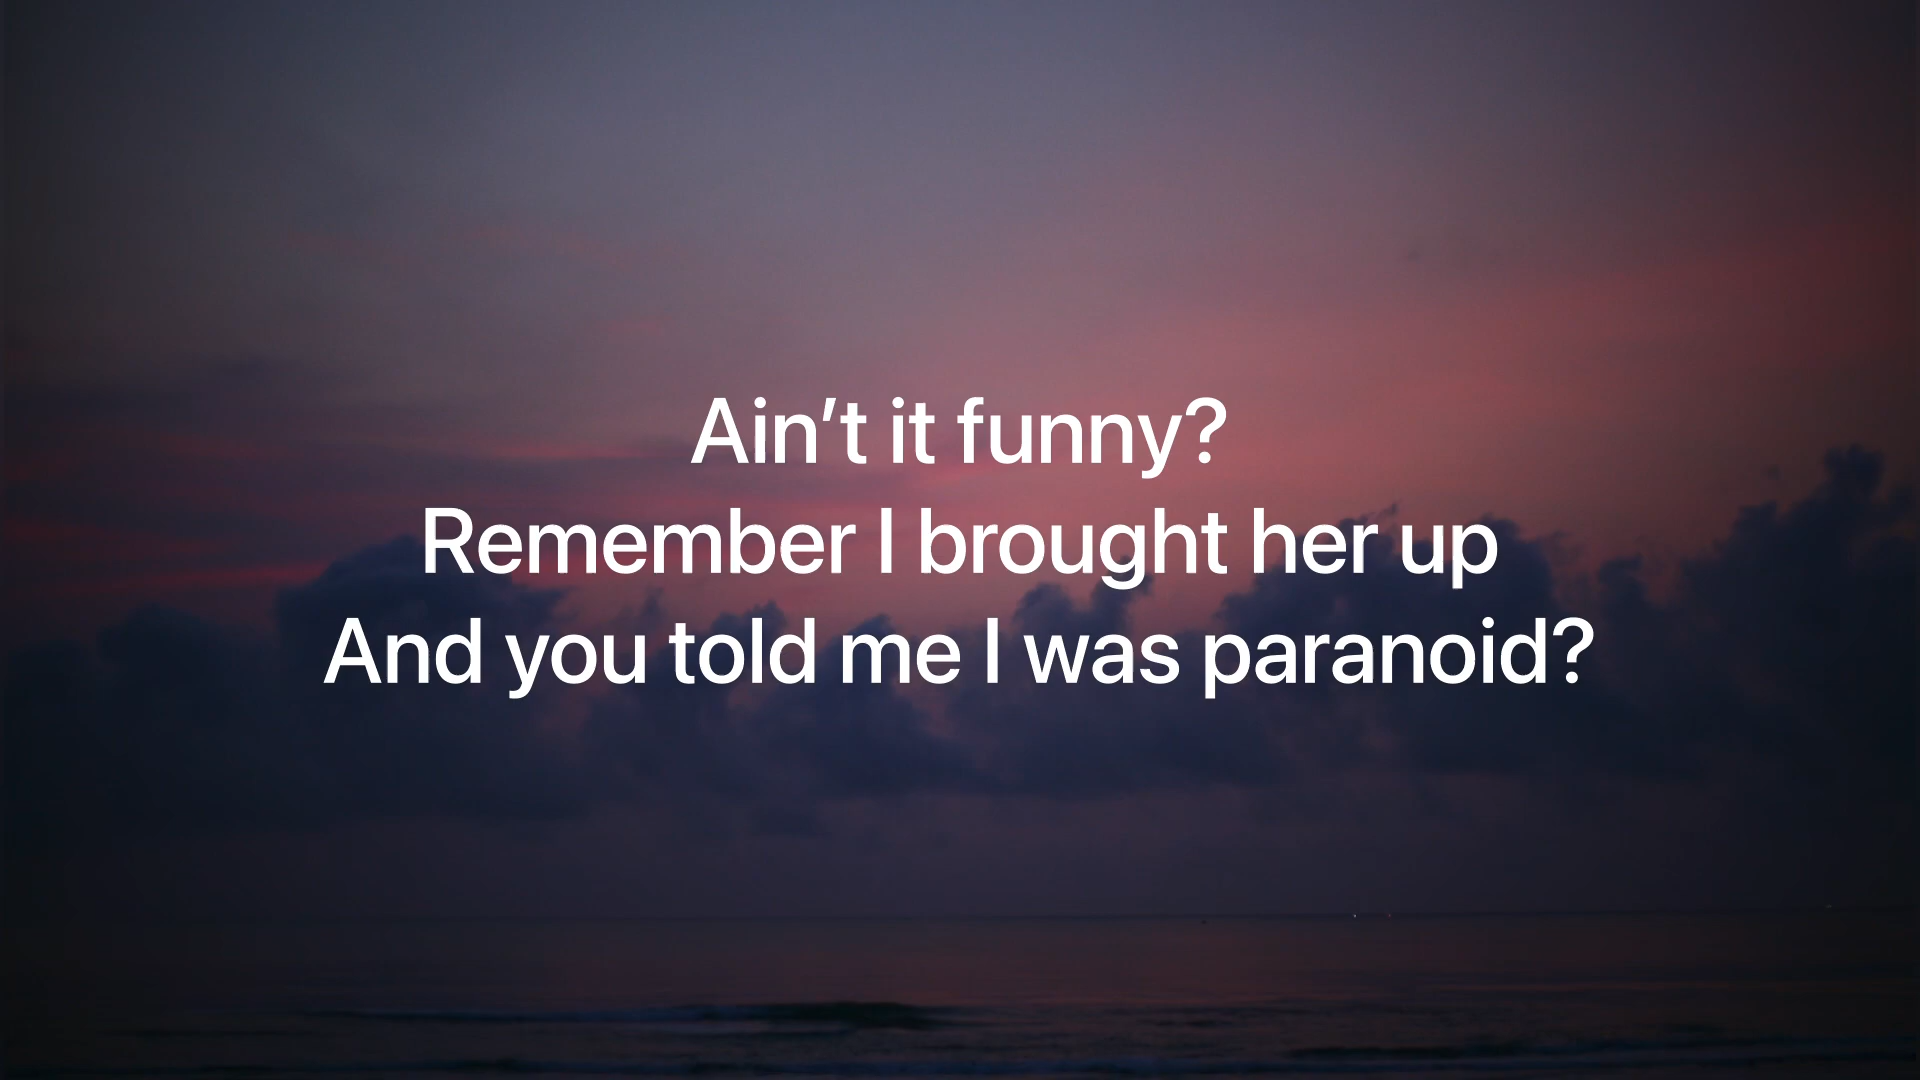 Ain’t it funny?
Remember I brought her up
And you told me I was paranoid?